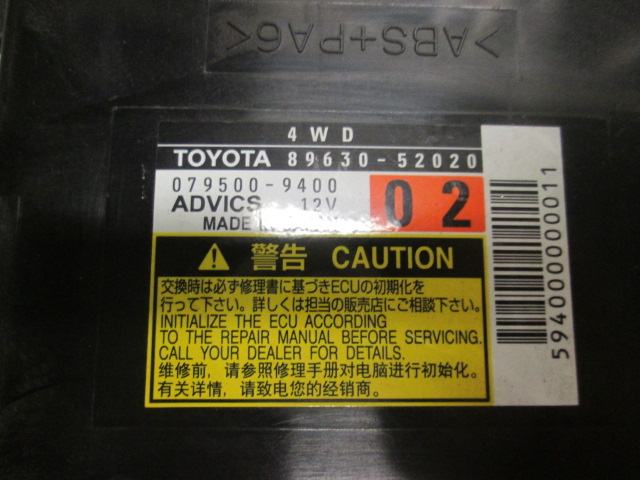 >ABS+PA6<
4WD
TOYOTA 89630-52020
079500-9400
ADVICS 12V
MADE
02
警告 CAUTION
交換時は必ず修理書に基づきECUの初期化を
行って下さい。詳しくは担当の販売店にご相談下さい。
INITIALIZE THE ECU ACCORDING
TO THE REPAIR MANUAL BEFORE SERVICING.
CALL YOUR DEALER FOR DETAILS.
维修前，请参照修理手册对电脑进行初始化。
有关详情，请致电您的经销商。
594000000011